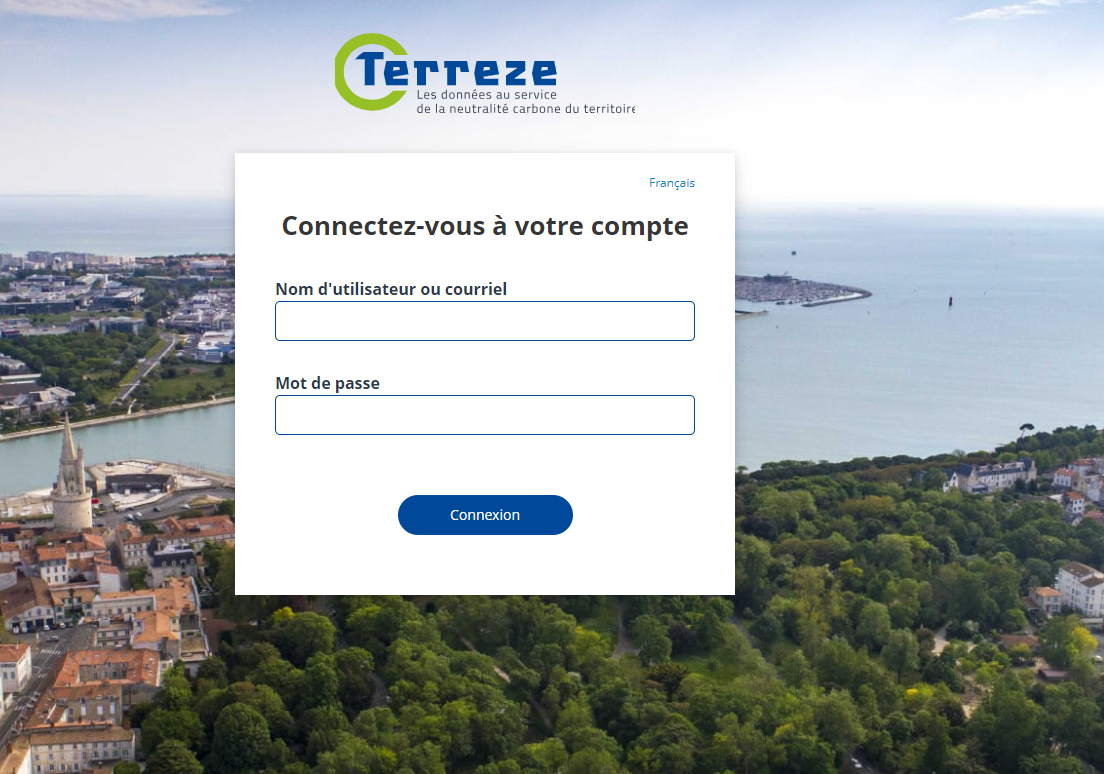 Terreze
Les données au service
de la neutralité carbone du territoire
Français
Connectez-vous à votre compte
Nom d'utilisateur ou courriel
Mot de passe
Connexion